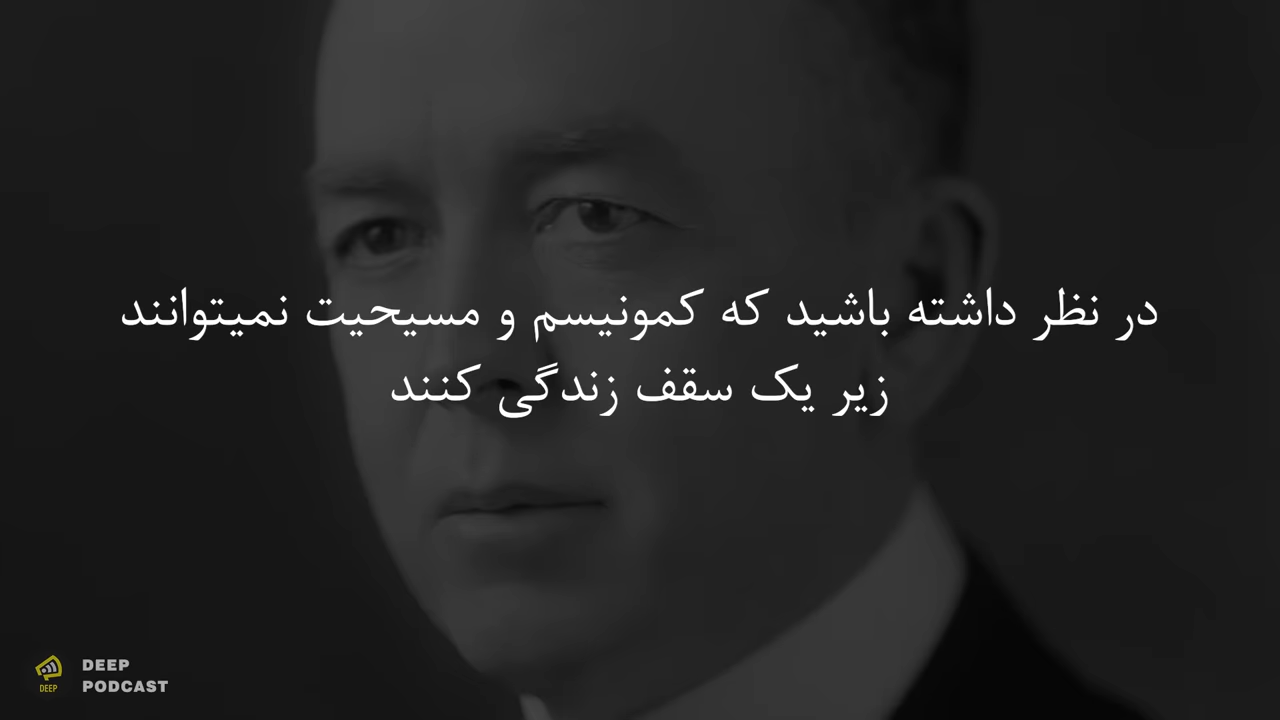 در نظر داشته باشید که کمونیسم و مسیحیت نمیتوانند
زیر یک سقف زندگی کنند
DEEP
DEEP
PODCAST